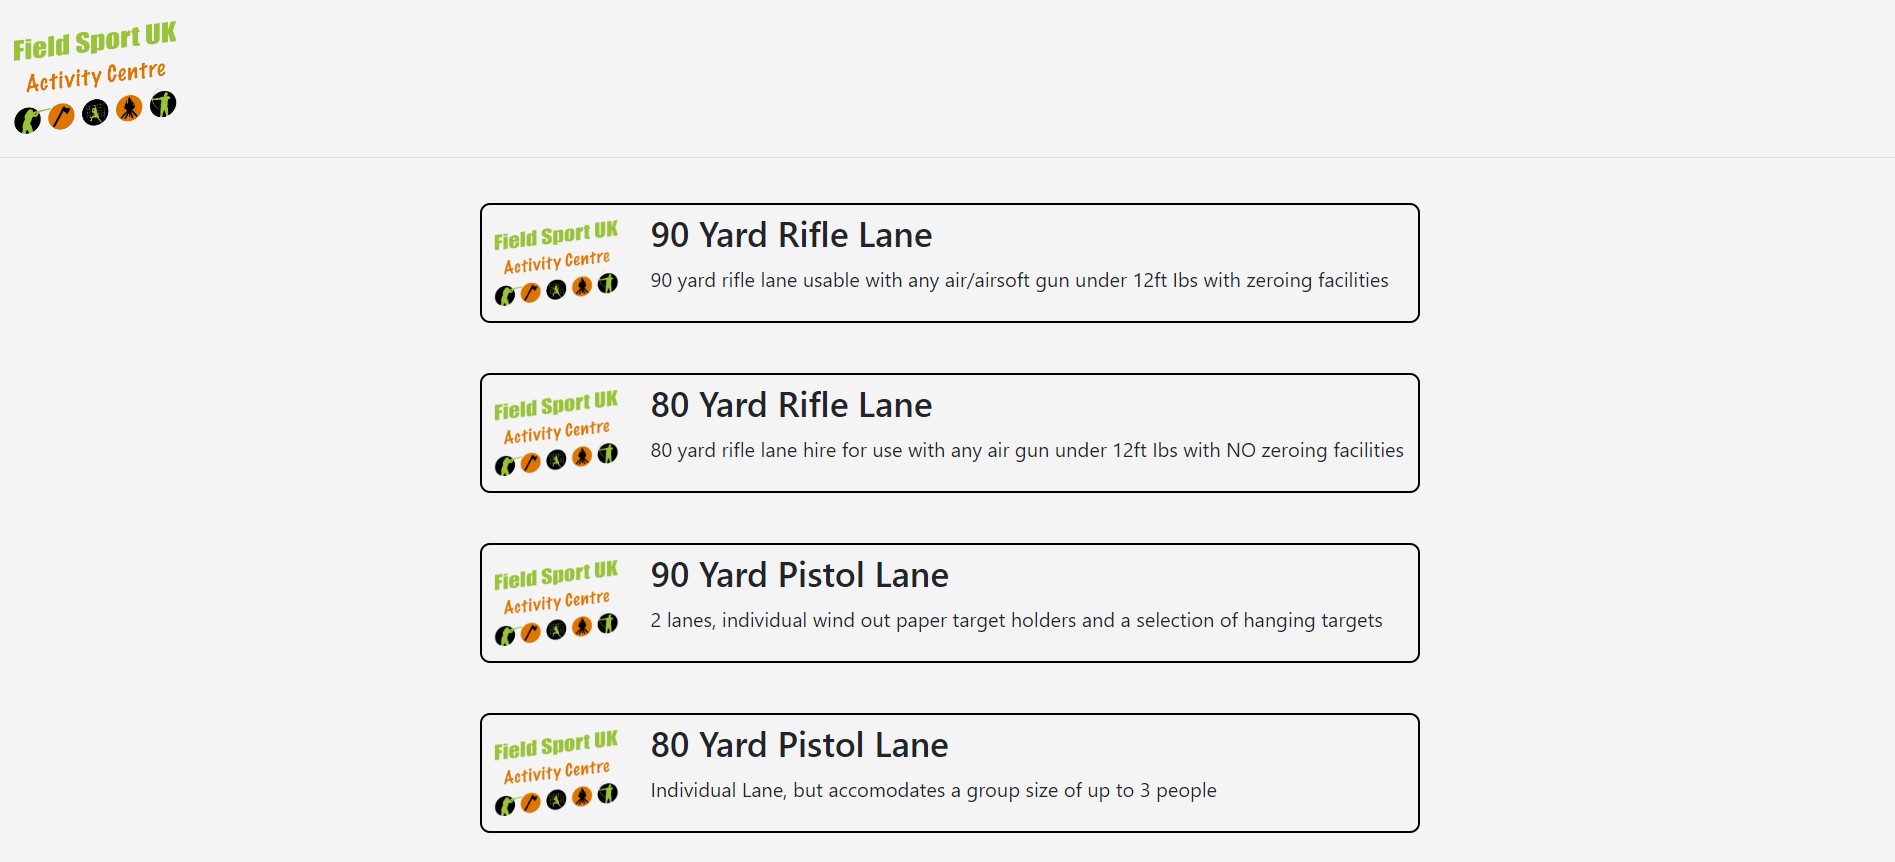 Field Sport UK
Activity Centre
Field Sport UK
Activity Centre
90 Yard Rifle Lane
90 yard rifle lane usable with any air/airsoft gun under 12ft lbs with zeroing facilities
Field Sport UK
Activity Centre
80 Yard Rifle Lane
80 yard rifle lane hire for use with any air gun under 12ft lbs with NO zeroing facilities
Field Sport UK
Activity Centre
90 Yard Pistol Lane
2 lanes, individual wind out paper target holders and a selection of hanging targets
Field Sport UK
Activity Centre
80 Yard Pistol Lane
Individual Lane, but accomodates a group size of up to 3 people